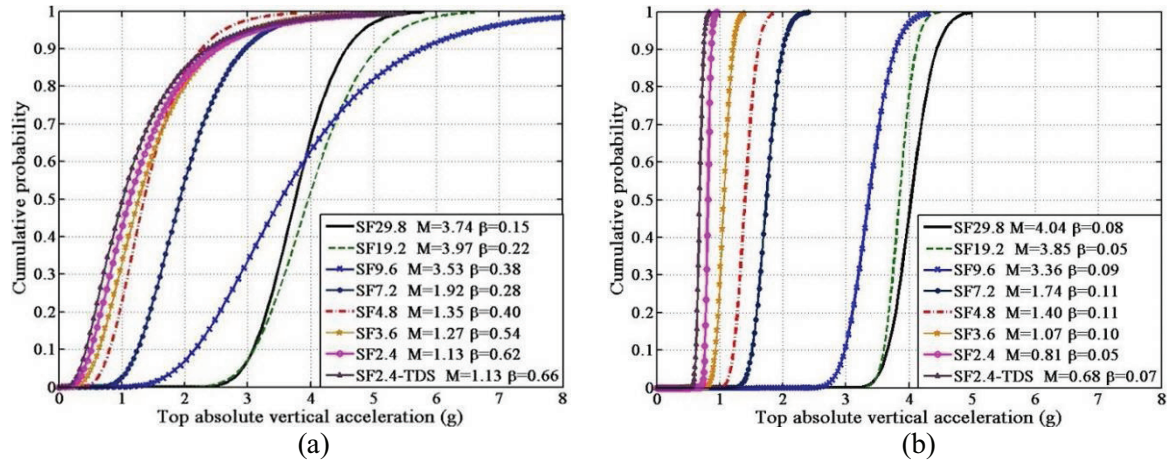 Cumulative probability
1
0.9
0.8
0.7
0.6
0.5
0.4
0.3
0.2
0.1
0
SF29.8 M=3.74 β=0.15
SF19.2 M=3.97 β=0.22
SF9.6 M=3.53 β=0.38
SF7.2 M=1.92 β=0.28
SF4.8 M=1.35 β=0.40
SF3.6 M=1.27 β=0.54
SF2.4 M=1.13 β=0.62
SF2.4-TDS M=1.13 β=0.66
0 1 2 3 4 5 6 7 8
Top absolute vertical acceleration (g)
(a)
Cumulative probability
1
0.9
0.8
0.7
0.6
0.5
0.4
0.3
0.2
0.1
0
SF29.8 M=4.04 β=0.08
SF19.2 M=3.85 β=0.05
SF9.6 M=3.36 β=0.09
SF7.2 M=1.74 β=0.11
SF4.8 M=1.40 β=0.11
SF3.6 M=1.07 β=0.10
SF2.4 M=0.81 β=0.05
SF2.4-TDS M=0.68 β=0.07
0 1 2 3 4 5 6 7 8
Top absolute vertical acceleration (g)
(b)